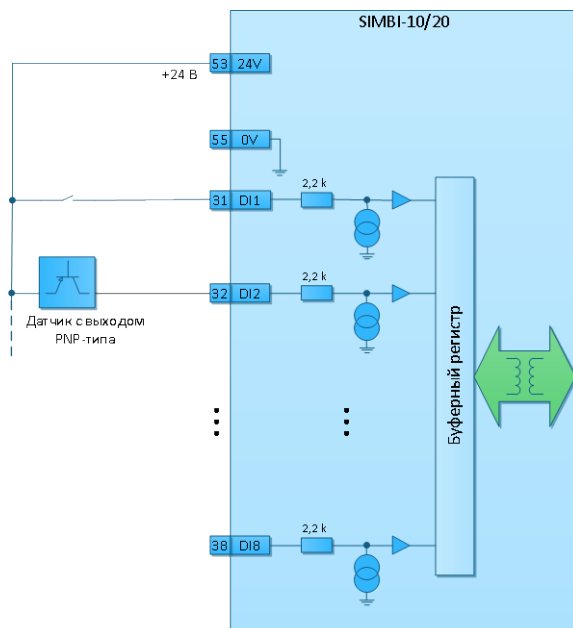 SIMBI-10/20
+24 В
53 24V
55 0V
31 DI1
2,2 k
32 DI2
2,2 k
Датчик с выходом
PNP-типа
Буферный регистр
38 DI8
2,2 k